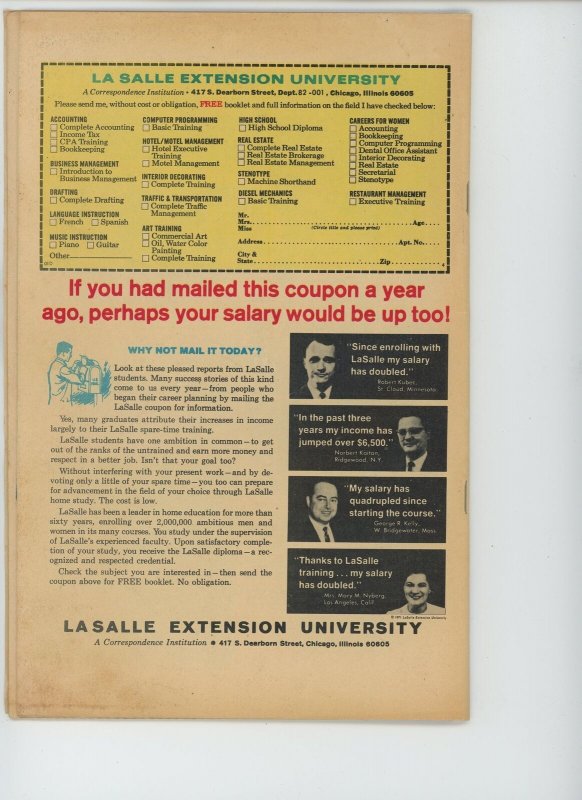 LA SALLE EXTENSION UNIVERSITY
A Correspondence Institution • 417 S. Dearborn Street, Dept. 82-001, Chicago, Illinois 60605
Please send me, without cost or obligation, FREE booklet and full information on the field I have checked below:
ACCOUNTING
Complete Accounting
Income Tax
CPA Training
Bookkeeping
BUSINESS MANAGEMENT
Introduction to
Business Management
DRAFTING
Complete Drafting
LANGUAGE INSTRUCTION
French Spanish
MUSIC INSTRUCTION
Piano Guitar
Other
COMPUTER PROGRAMMING
Basic Training
HOTEL/MOTEL MANAGEMENT
Hotel Executive
Training
Motel Management
INTERIOR DECORATING
Complete Training
TRAFFIC & TRANSPORTATION
Complete Traffic
Management
ART TRAINING
Commercial Art
Oil, Water Color
Painting
Complete Training
HIGH SCHOOL
High School Diploma
REAL ESTATE
Complete Real Estate
Real Estate Brokerage
Real Estate Management
STENOTYPE
Machine Shorthand
DIESEL MECHANICS
Basic Training
CAREERS FOR WOMEN
Accounting
Bookkeeping
Computer Programming
Dental Office Assistant
Interior Decorating
Real Estate
Secretarial
Stenotype
RESTAURANT MANAGEMENT
Executive Training
Mr.
Mrs. Age
Miss (Circle title and please print)
Address Apt. No.
City &
State Zip
If you had mailed this coupon a year
ago, perhaps your salary would be up too!
WHY NOT MAIL IT TODAY?
Look at these pleased reports from LaSalle
students. Many success stories of this kind
come to us every year—from people who
began their career planning by mailing the
LaSalle coupon for information.
Yes, many graduates attribute their increases in income
largely to their LaSalle spare-time training.
LaSalle students have one ambition in common—to get
out of the ranks of the untrained and earn more money and
respect in a better job. Isn't that your goal too?
Without interfering with your present work—and by de-
voting only a little of your spare time—you too can prepare
for advancement in the field of your choice through LaSalle
home study. The cost is low.
LaSalle has been a leader in home education for more than
sixty years, enrolling over 2,000,000 ambitious men and
women in its many courses. You study under the supervision
of LaSalle's experienced faculty. Upon satisfactory comple-
tion of your study, you receive the LaSalle diploma—a rec-
ognized and respected credential.
Check the subject you are interested in—then send the
coupon above for FREE booklet. No obligation.
"Since enrolling with
LaSalle my salary
has doubled."
Robert Kubec,
St. Cloud, Minnesota
"In the past three
years my income has
jumped over $6,500."
Norbert Kaiton,
Ridgewood, N.Y.
"My salary has
quadrupled since
starting the course."
George R. Kelly,
W. Bridgewater, Mass.
"Thanks to LaSalle
training . . . my salary
has doubled."
Mrs. Mary M. Nyberg,
Los Angeles, Calif.
LA SALLE EXTENSION UNIVERSITY
A Correspondence Institution • 417 S. Dearborn Street, Chicago, Illinois 60605